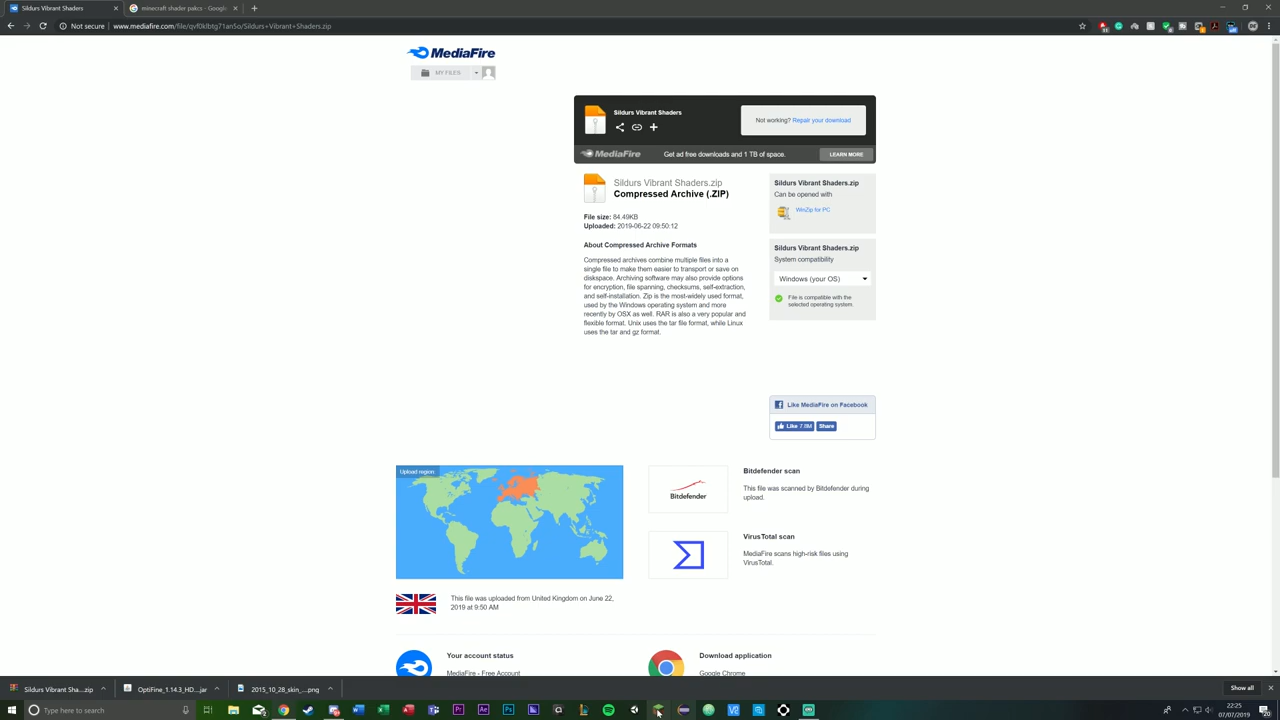 Sildurs Vibrant Shaders
minecraft shader pakcs - Google
Not secure | www.mediafire.com/file/qvf0klbtg71an5o/Sildurs+Vibrant+Shaders.zip
MediaFire
MY FILES
Sildurs Vibrant Shaders
Not working? Repair your download
MediaFire
Get ad free downloads and 1 TB of space.
LEARN MORE
Sildurs Vibrant Shaders.zip
Compressed Archive (.ZIP)
File size: 84.49KB
Uploaded: 2019-06-22 09:50:12
About Compressed Archive Formats
Compressed archives combine multiple files into a
single file to make them easier to transport or save on
diskspace. Archiving software may also provide options
for encryption, file spanning, checksums, self-extraction,
and self-installation. Zip is the most-widely used format,
used by the Windows operating system and more
recently by OSX as well. RAR is also a very popular and
flexible format. Unix uses the tar file format, while Linux
uses the tar and gz format.
Sildurs Vibrant Shaders.zip
Can be opened with
WinZip for PC
Sildurs Vibrant Shaders.zip
System compatibility
Windows (your OS)
File is compatible with the
selected operating system.
Like MediaFire on Facebook
Like 7.8M
Share
Upload region:
Bitdefender
Bitdefender scan
This file was scanned by Bitdefender during
upload.
VirusTotal scan
MediaFire scans high-risk files using
VirusTotal.
This file was uploaded from United Kingdom on June 22,
2019 at 9:50 AM
Your account status
MediaFire - Free Account
Download application
Google Chrome
Sildurs Vibrant Sha....zip
OptiFine_1.14.3_HD....jar
2015_10_28_skin_....png
Show all
Type here to search
22:25
07/07/2019